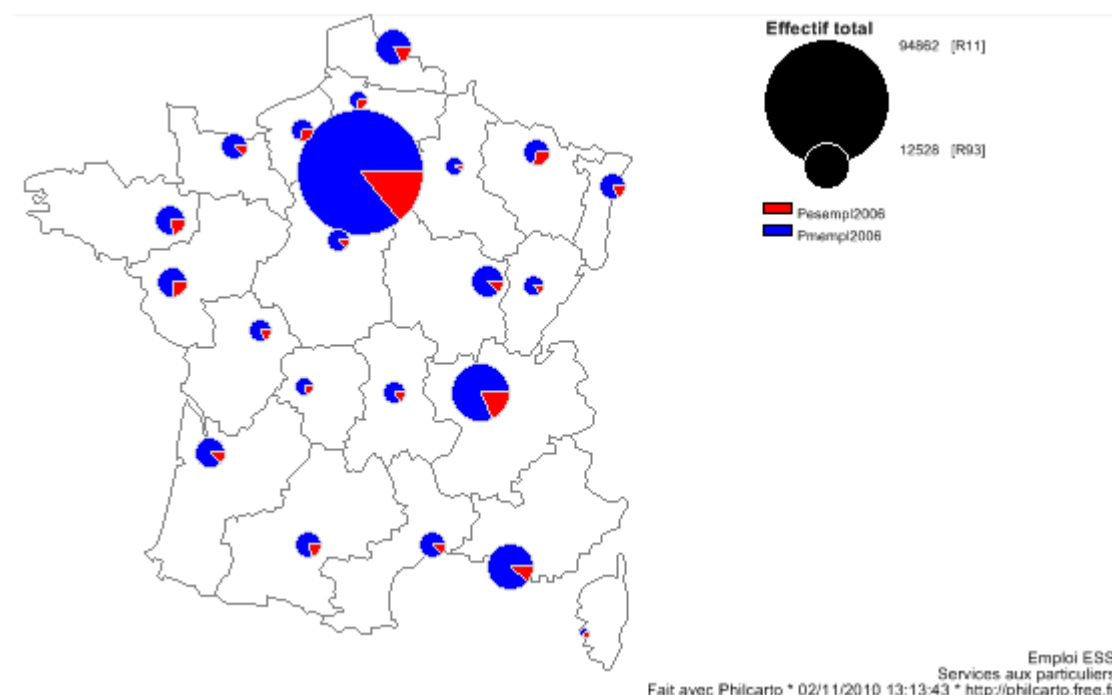 Effectif total
94862 [R11]
12528 [R93]
Pesempl2006
Pmempl2006
Emploi ESS
Services aux particuliers
Fait avec Philcarto * 02/11/2010 13:13:43 * http://philcarto.free.f